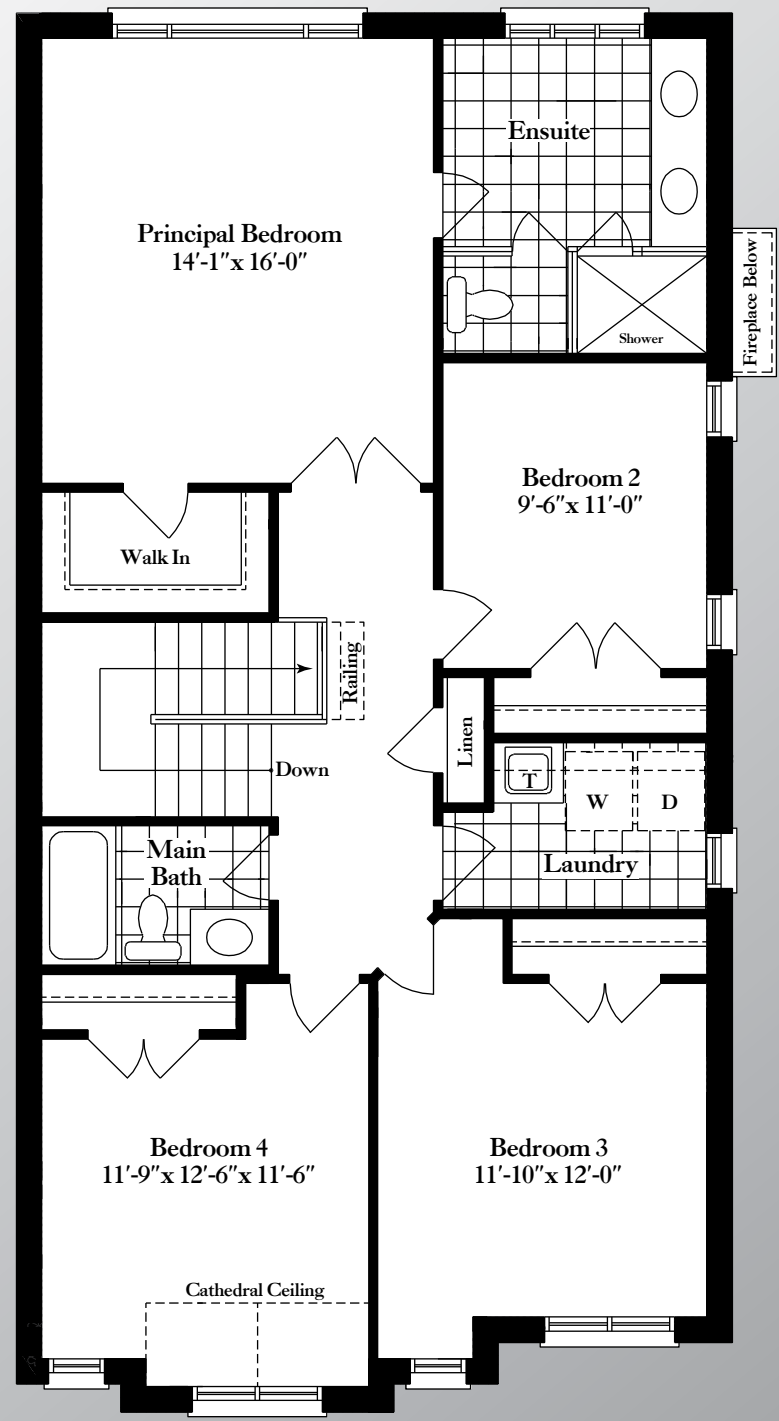 Ensuite
Principal Bedroom
14'-1" x 16'-0"
Fireplace Below
Shower
Bedroom 2
9'-6" x 11'-0"
Walk In
Railing
Linen
Down
T
W
D
Main
Bath
Laundry
Bedroom 4
11'-9" x 12'-6" x 11'-6"
Bedroom 3
11'-10" x 12'-0"
Cathedral Ceiling